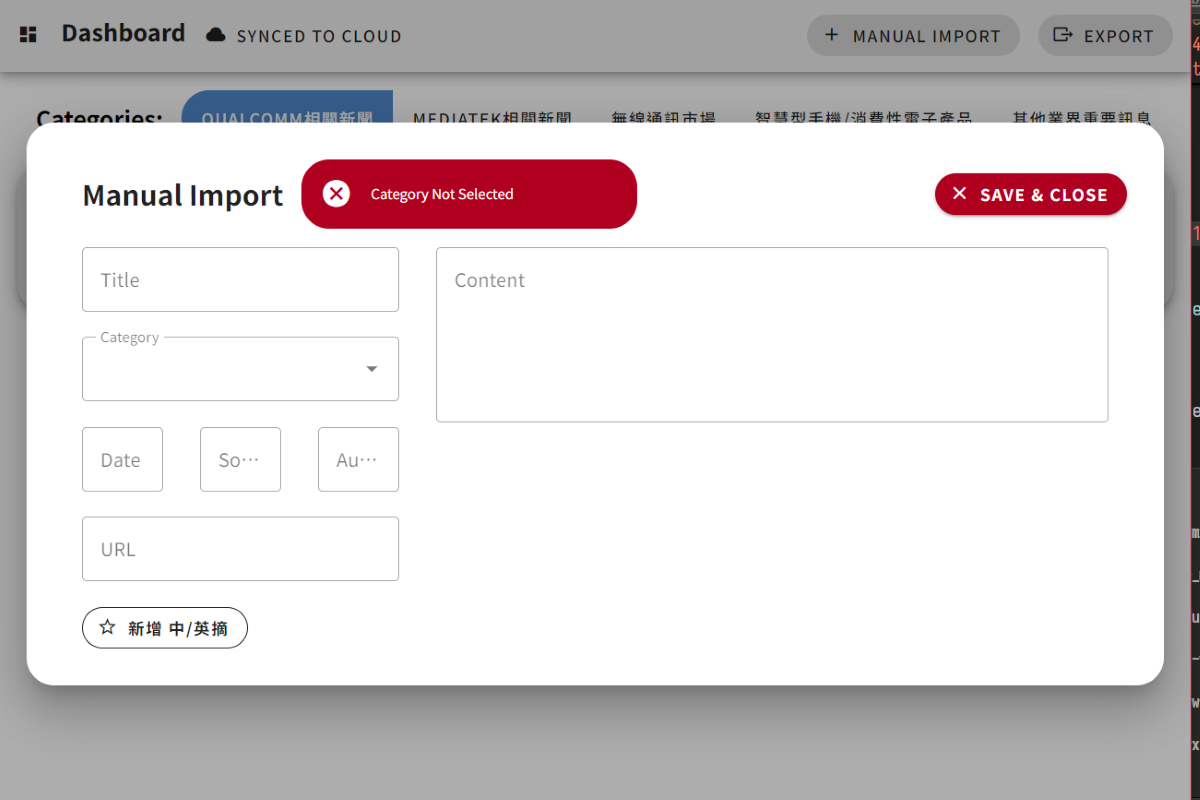 Dashboard SYNCED TO CLOUD MANUAL IMPORT EXPORT
Categories: QUALCOMM相關新聞 MEDIATEK相關新聞 無線通訊市場 智慧型手機/消費性電子產品 其他業界重要訊息
Manual Import Category Not Selected SAVE & CLOSE
Title
Content
Category
Date So… Au…
URL
新增 中/英摘